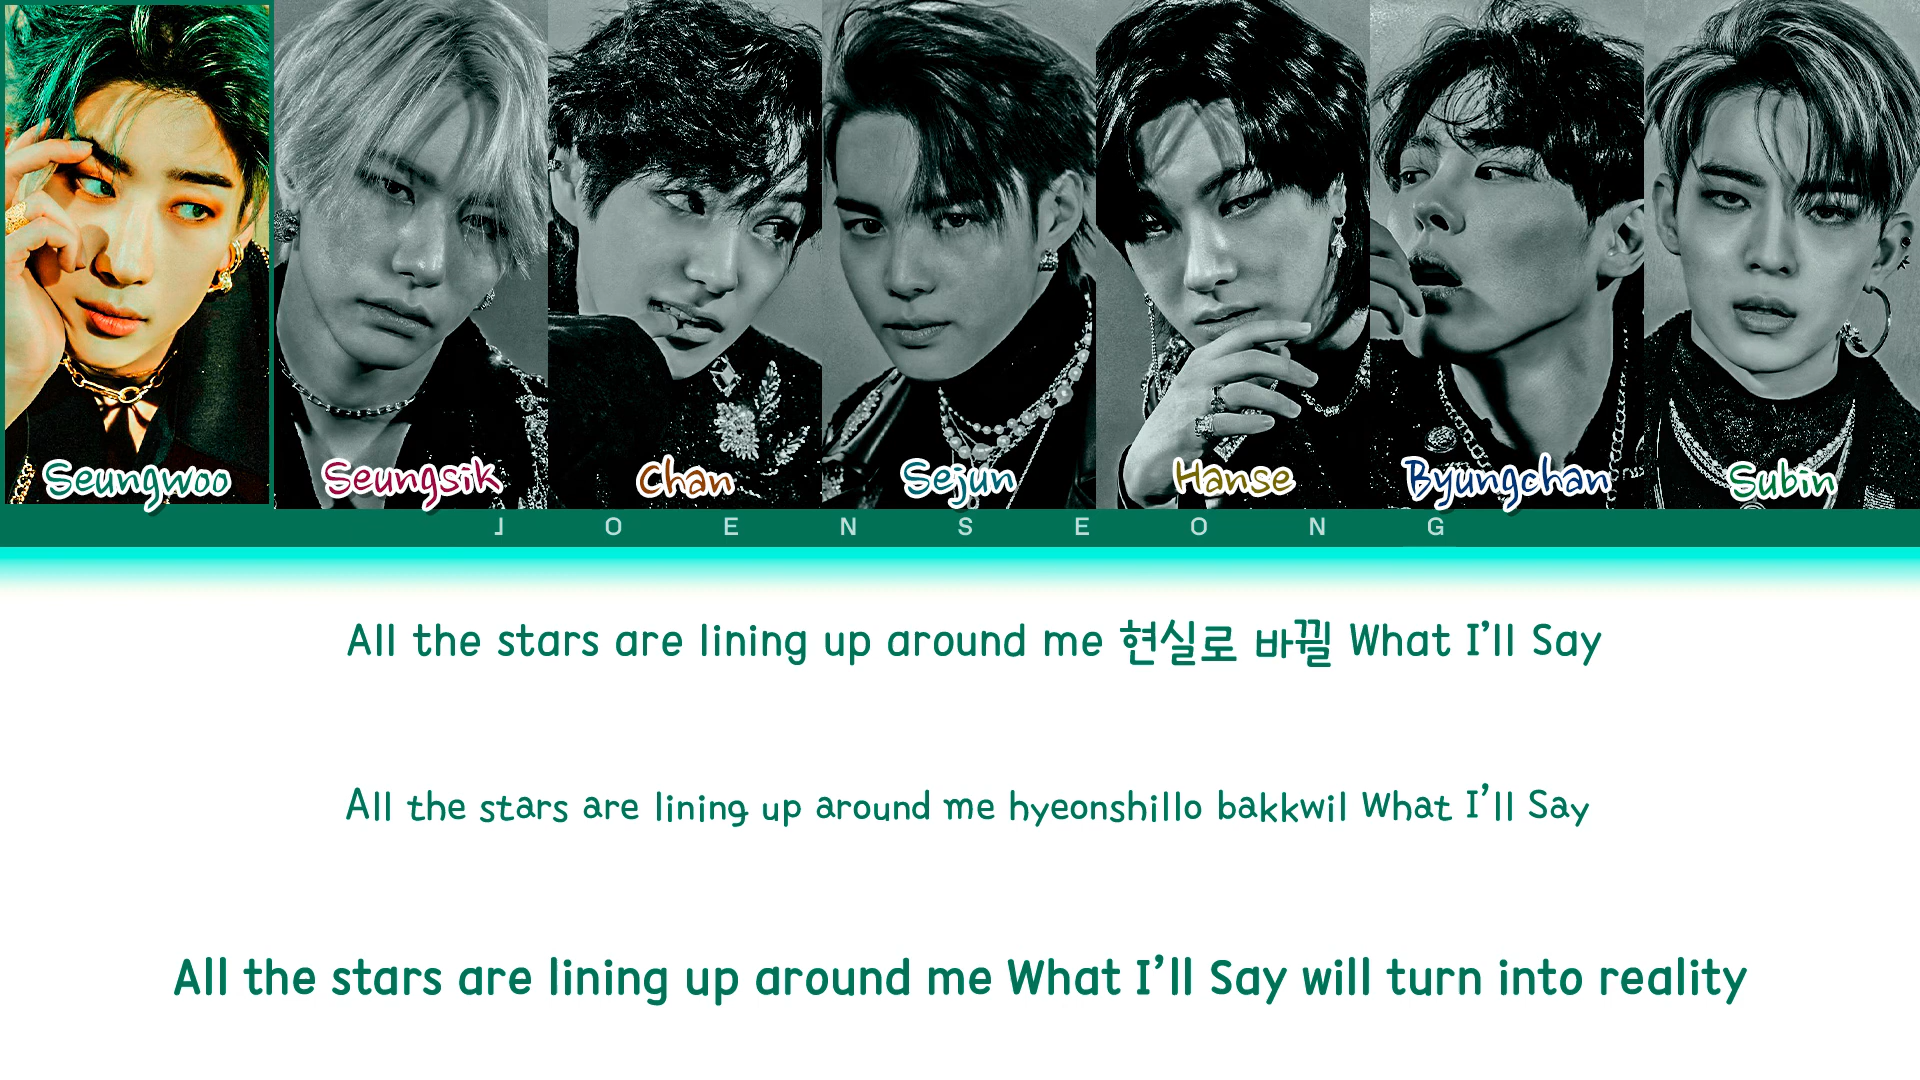 Seungwoo Seungsik Chan Sejun Hanse Byungchan Subin
JOENSEONG
All the stars are lining up around me 현실로 바뀔 What I'll Say
All the stars are lining up around me hyeonshillo bakkwil What I'll Say
All the stars are lining up around me What I'll Say will turn into reality